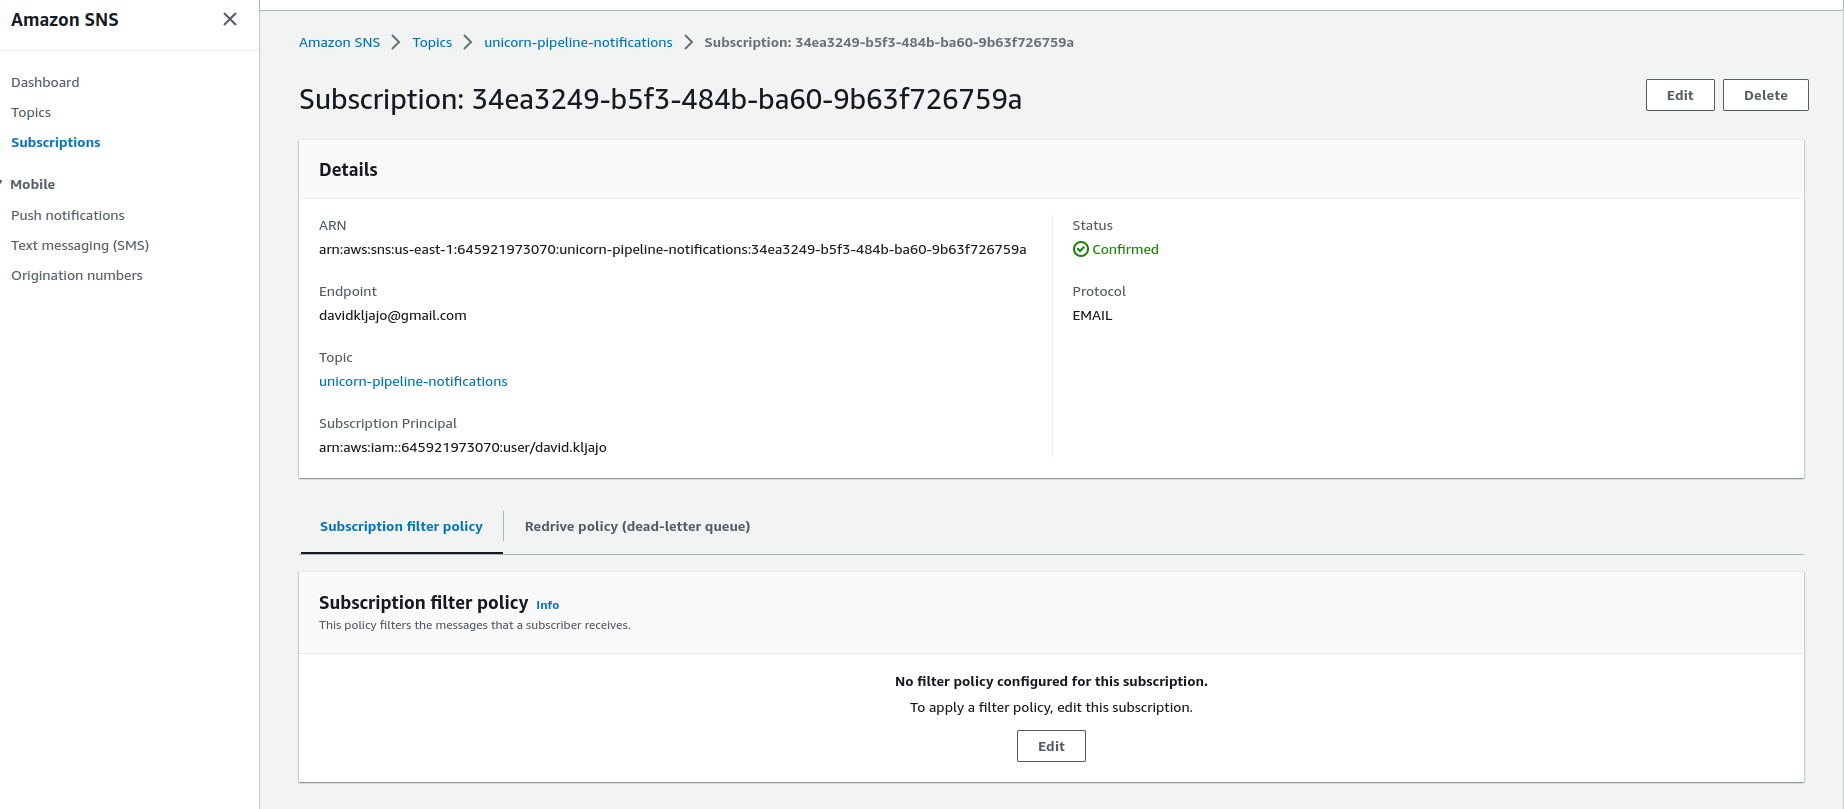 Amazon SNS
Dashboard
Topics
Subscriptions
Mobile
Push notifications
Text messaging (SMS)
Origination numbers
Amazon SNS > Topics > unicorn-pipeline-notifications > Subscription: 34ea3249-b5f3-484b-ba60-9b63f726759a
Subscription: 34ea3249-b5f3-484b-ba60-9b63f726759a
Edit
Delete
Details
ARN
arn:aws:sns:us-east-1:645921973070:unicorn-pipeline-notifications:34ea3249-b5f3-484b-ba60-9b63f726759a
Endpoint
davidkljajo@gmail.com
Topic
unicorn-pipeline-notifications
Subscription Principal
arn:aws:iam::645921973070:user/david.kljajo
Status
Confirmed
Protocol
EMAIL
Subscription filter policy
Redrive policy (dead-letter queue)
Subscription filter policy Info
This policy filters the messages that a subscriber receives.
No filter policy configured for this subscription.
To apply a filter policy, edit this subscription.
Edit